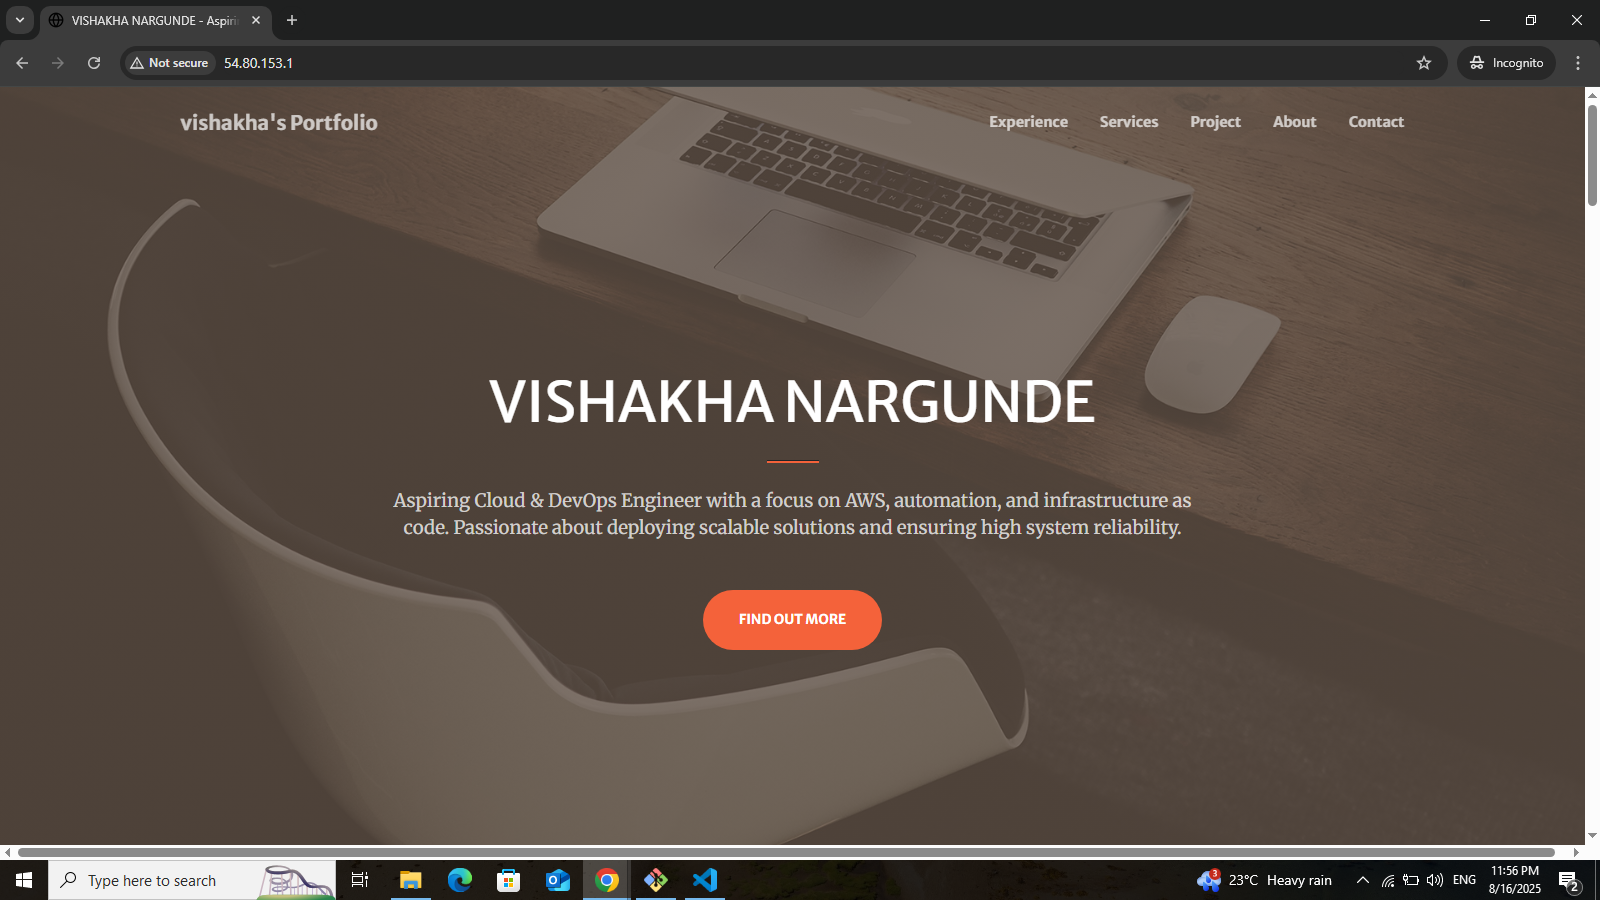 VISHAKHA NARGUNDE - Aspiri
Not secure
54.80.153.1
Incognito
vishakha's Portfolio
Experience
Services
Project
About
Contact
VISHAKHA NARGUNDE
Aspiring Cloud & DevOps Engineer with a focus on AWS, automation, and infrastructure as
code. Passionate about deploying scalable solutions and ensuring high system reliability.
FIND OUT MORE
Type here to search
3
23°C Heavy rain
ENG
11:56 PM
8/16/2025
2